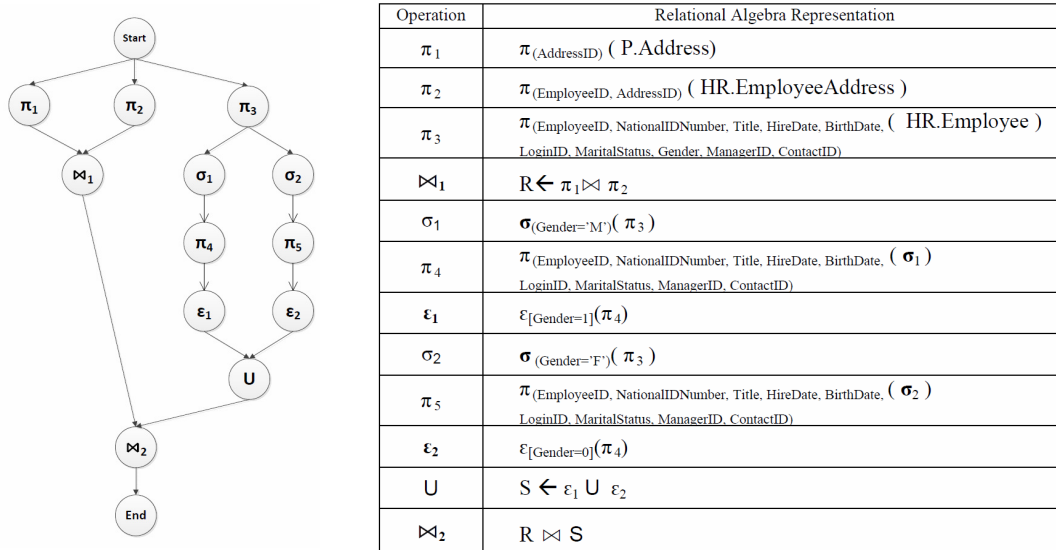 Start
π1 π2 π3
⋈1 σ1 σ2
π4 π5
ε1 ε2
U
⋈2
End
Operation Relational Algebra Representation
π1 π(AddressID) ( P.Address)
π2 π(EmployeeID, AddressID) ( HR.EmployeeAddress )
π3 π(EmployeeID, NationalIDNumber, Title, HireDate, BirthDate, ( HR.Employee )
LoginID, MaritalStatus, Gender, ManagerID, ContactID)
⋈1 R← π1⋈ π2
σ1 σ(Gender='M')( π3 )
π4 π(EmployeeID, NationalIDNumber, Title, HireDate, BirthDate, ( σ1 )
LoginID, MaritalStatus, ManagerID, ContactID)
ε1 ε[Gender=1](π4)
σ2 σ (Gender='F')( π3 )
π5 π(EmployeeID, NationalIDNumber, Title, HireDate, BirthDate, ( σ2 )
LoginID, MaritalStatus, ManagerID, ContactID)
ε2 ε[Gender=0](π4)
U S ← ε1 U ε2
⋈2 R ⋈ S